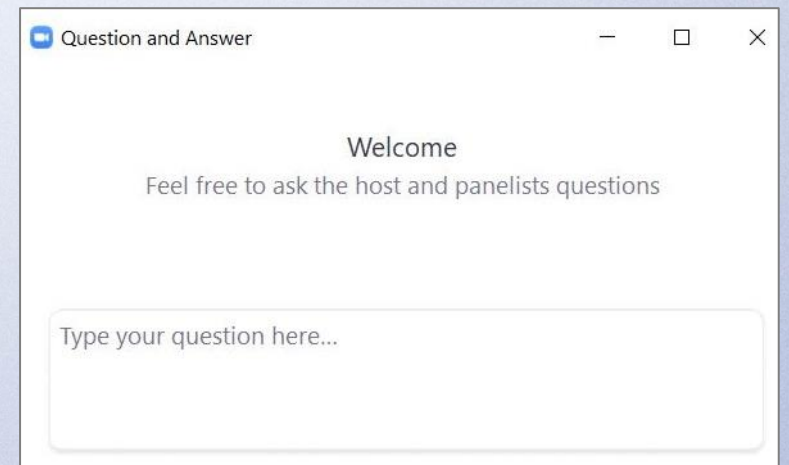 Question and Answer
Welcome
Feel free to ask the host and panelists questions
Type your question here...